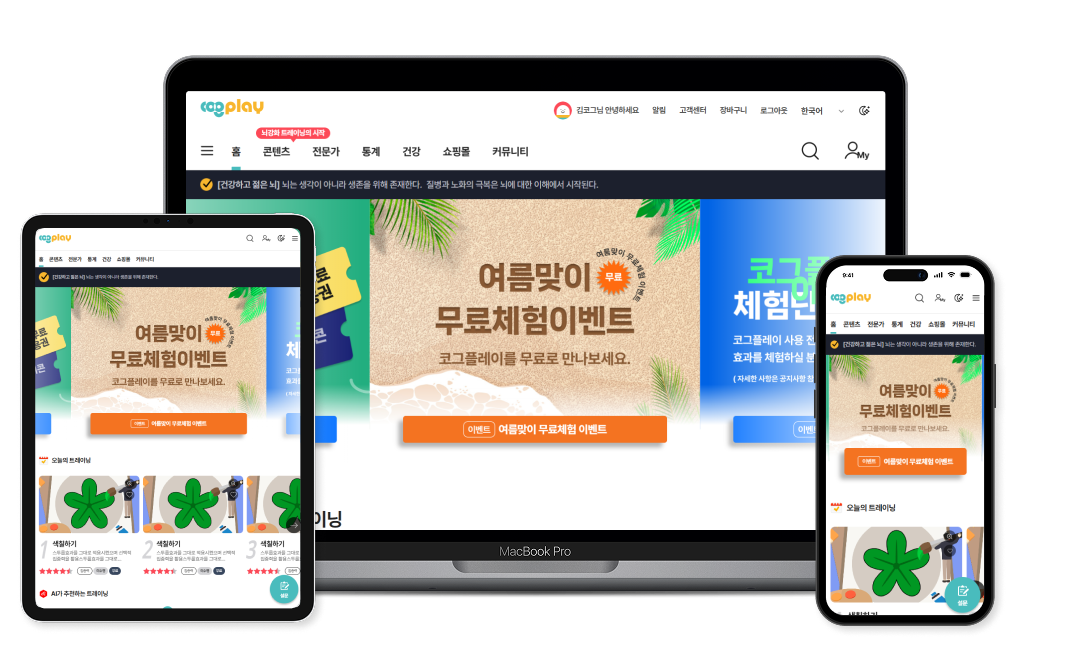 cogplay
김코그님 안녕하세요 알림 고객센터 장바구니 로그아웃 한국어
뇌강화 트레이닝의 시작
홈 콘텐츠 전문가 통계 건강 쇼핑몰 커뮤니티
My
[건강하고 젊은 뇌] 뇌는 생각이 아니라 생존을 위해 존재한다. 질병과 노화의 극복은 뇌에 대한 이해에서 시작된다.
여름맞이 무료체험 이벤트
여름맞이 무료
무료체험이벤트
코그플레이를 무료로 만나보세요.
이벤트 여름맞이 무료체험 이벤트
코그플
체험단
코그플레이 사용 전
효과를 체험하실 분
( 자세한 사항은 공지사항 참
이벤
이닝
MacBook Pro
cogplay
홈 콘텐츠 전문가 통계 건강 쇼핑몰 커뮤니티
[건강하고 젊은 뇌] 뇌는 생각이 아니라 생존을 위해 존재한다.
여름맞이 무료
무료체험이벤트
코그플레이를 무료로 만나보세요.
이벤트 여름맞이 무료체험 이벤트
오늘의 트레이닝
1 색칠하기
2 색칠하기
3 색칠하기
AI가 추천하는 트레이닝
설문
9:41
cogplay
홈 콘텐츠 전문가 통계 건강 쇼핑몰 커뮤니티
[건강하고 젊은 뇌] 뇌는 생각이 아니라 생존을 위해 존재한다.
여름맞이 무료
무료체험이벤트
코그플레이를 무료로 만나보세요.
이벤트 여름맞이 무료체험 이벤트
오늘의 트레이닝
설문